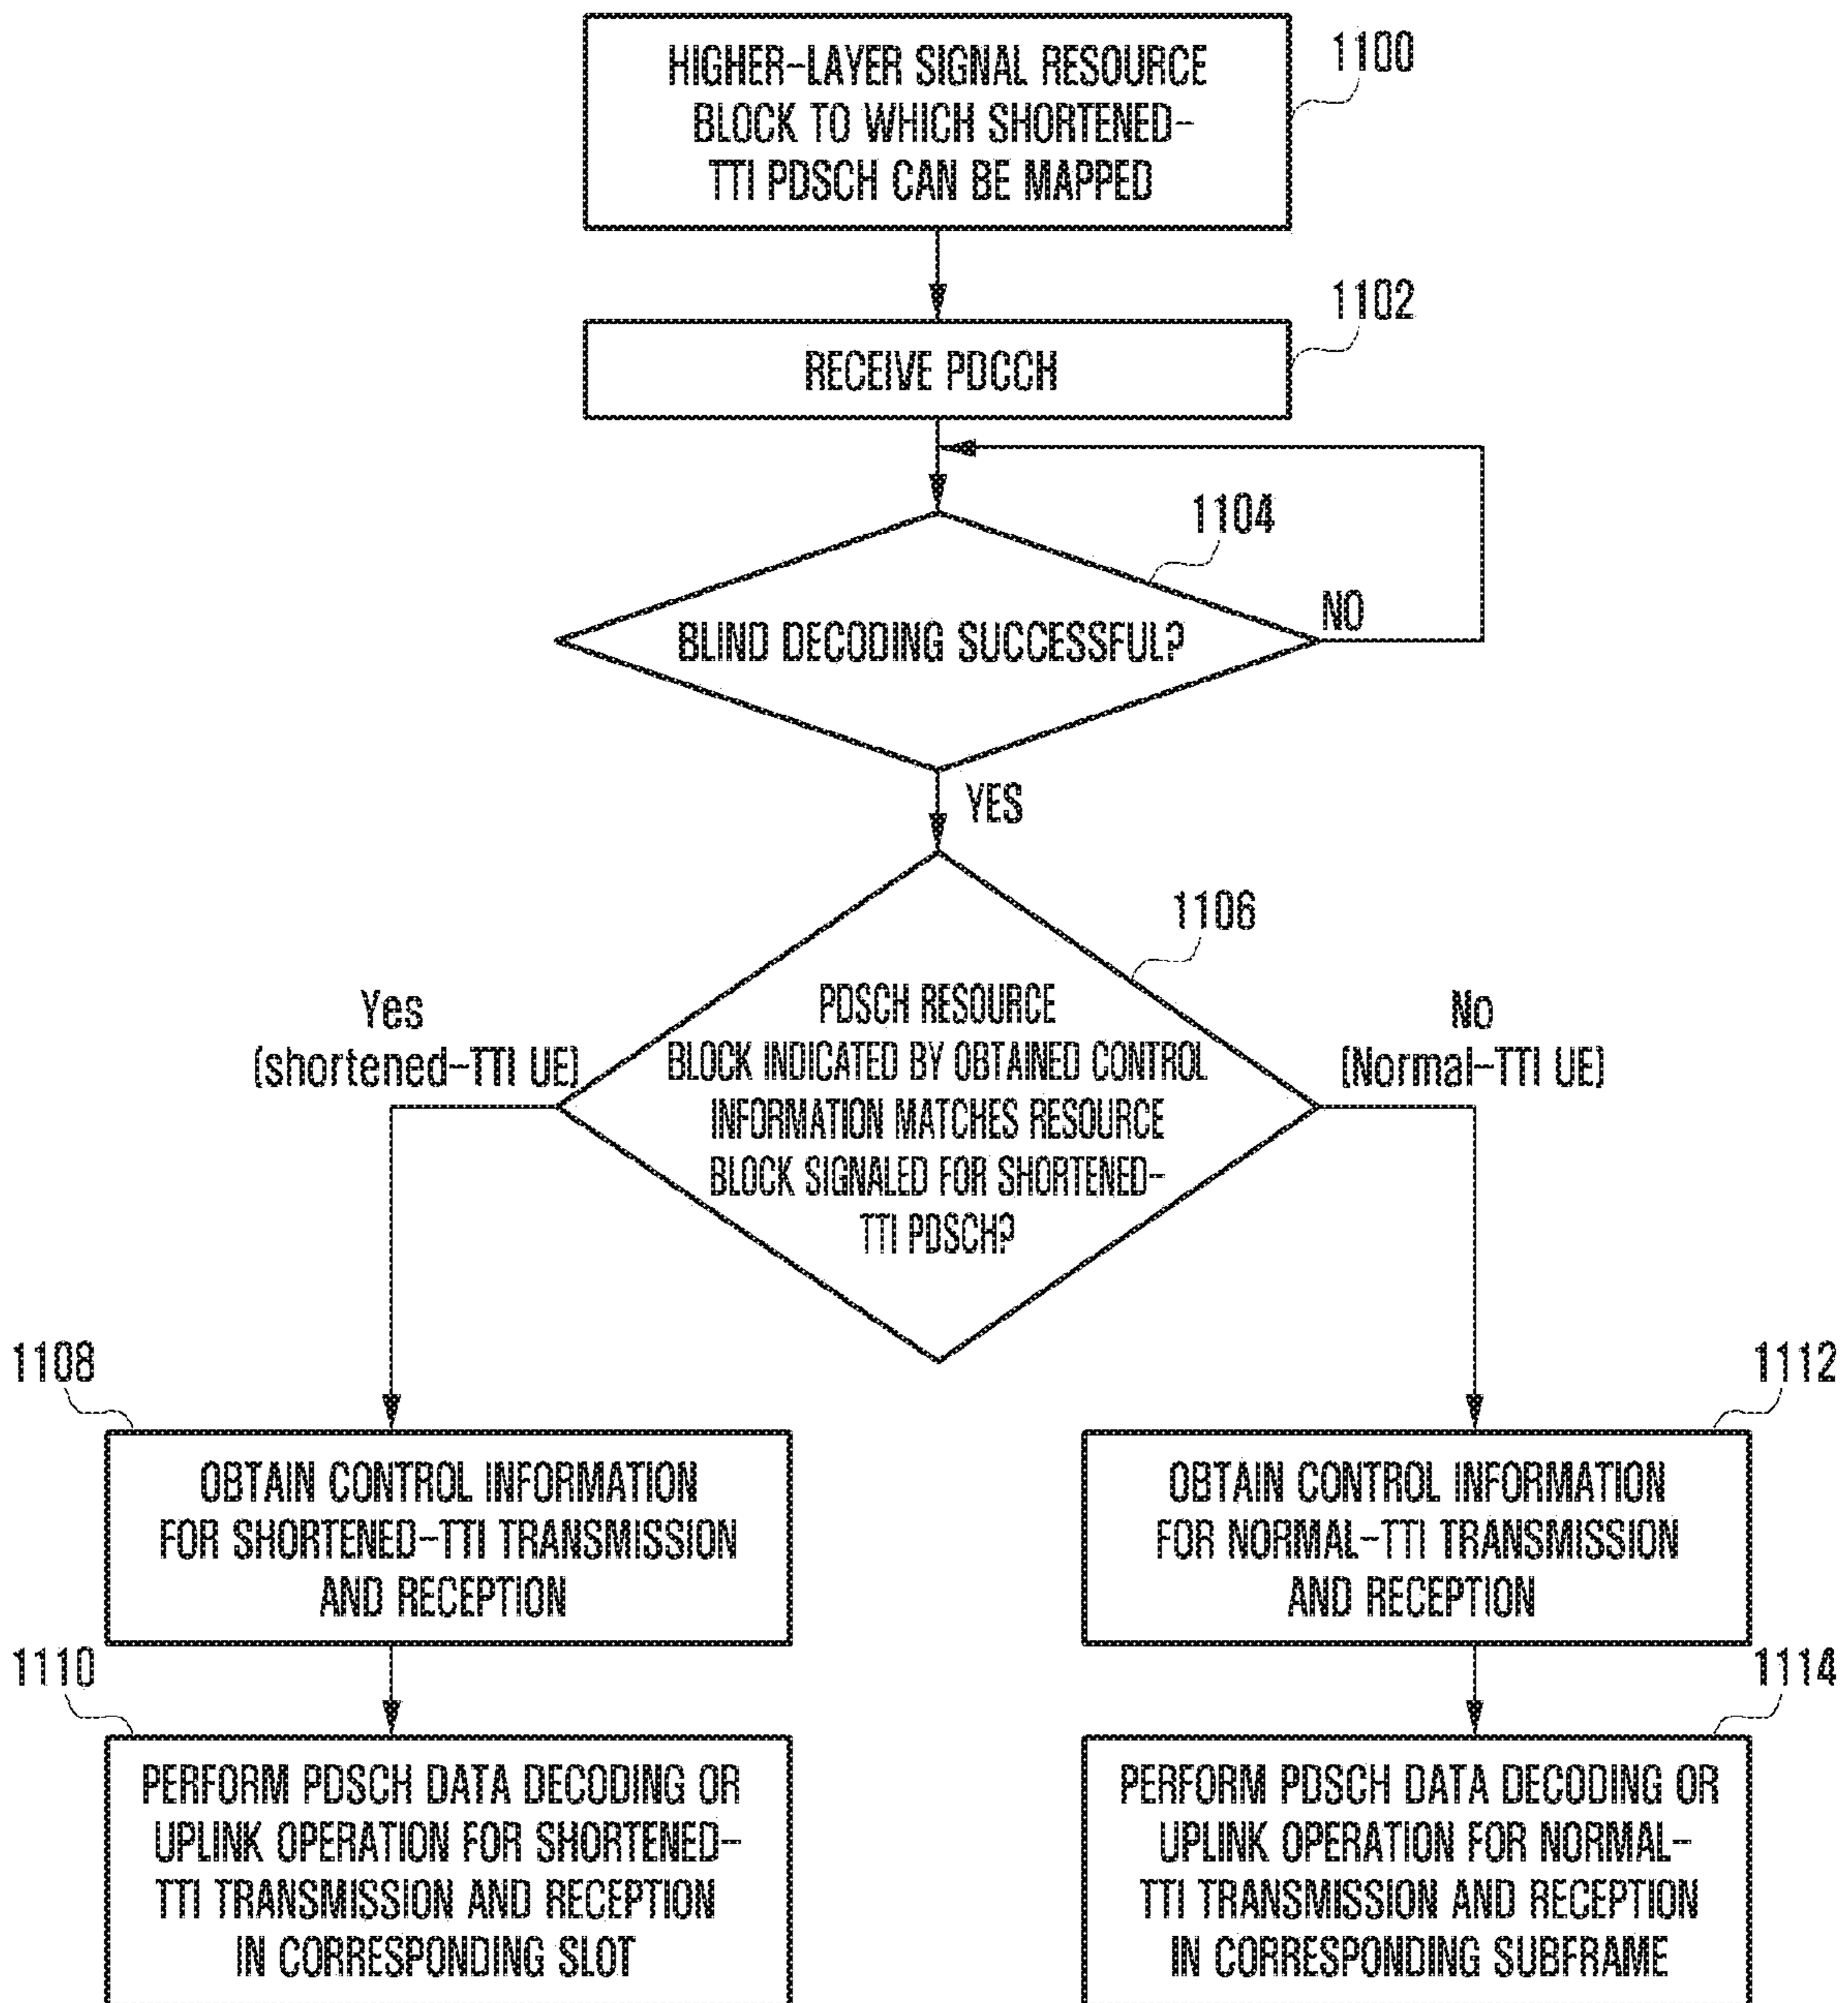 HIGHER-LAYER SIGNAL RESOURCE
BLOCK TO WHICH SHORTENED-
TTI PDSCH CAN BE MAPPED
1100
RECEIVE PDCCH
1102
BLIND DECODING SUCCESSFUL?
1104
NO
YES
PDSCH RESOURCE
BLOCK INDICATED BY OBTAINED CONTROL
INFORMATION MATCHES RESOURCE
BLOCK SIGNALED FOR SHORTENED-
TTI PDSCH?
1106
Yes
(shortened-TTI UE)
No
(Normal-TTI UE)
1108
OBTAIN CONTROL INFORMATION
FOR SHORTENED-TTI TRANSMISSION
AND RECEPTION
1112
OBTAIN CONTROL INFORMATION
FOR NORMAL-TTI TRANSMISSION
AND RECEPTION
1110
PERFORM PDSCH DATA DECODING OR
UPLINK OPERATION FOR SHORTENED-
TTI TRANSMISSION AND RECEPTION
IN CORRESPONDING SLOT
1114
PERFORM PDSCH DATA DECODING OR
UPLINK OPERATION FOR NORMAL-
TTI TRANSMISSION AND RECEPTION
IN CORRESPONDING SUBFRAME